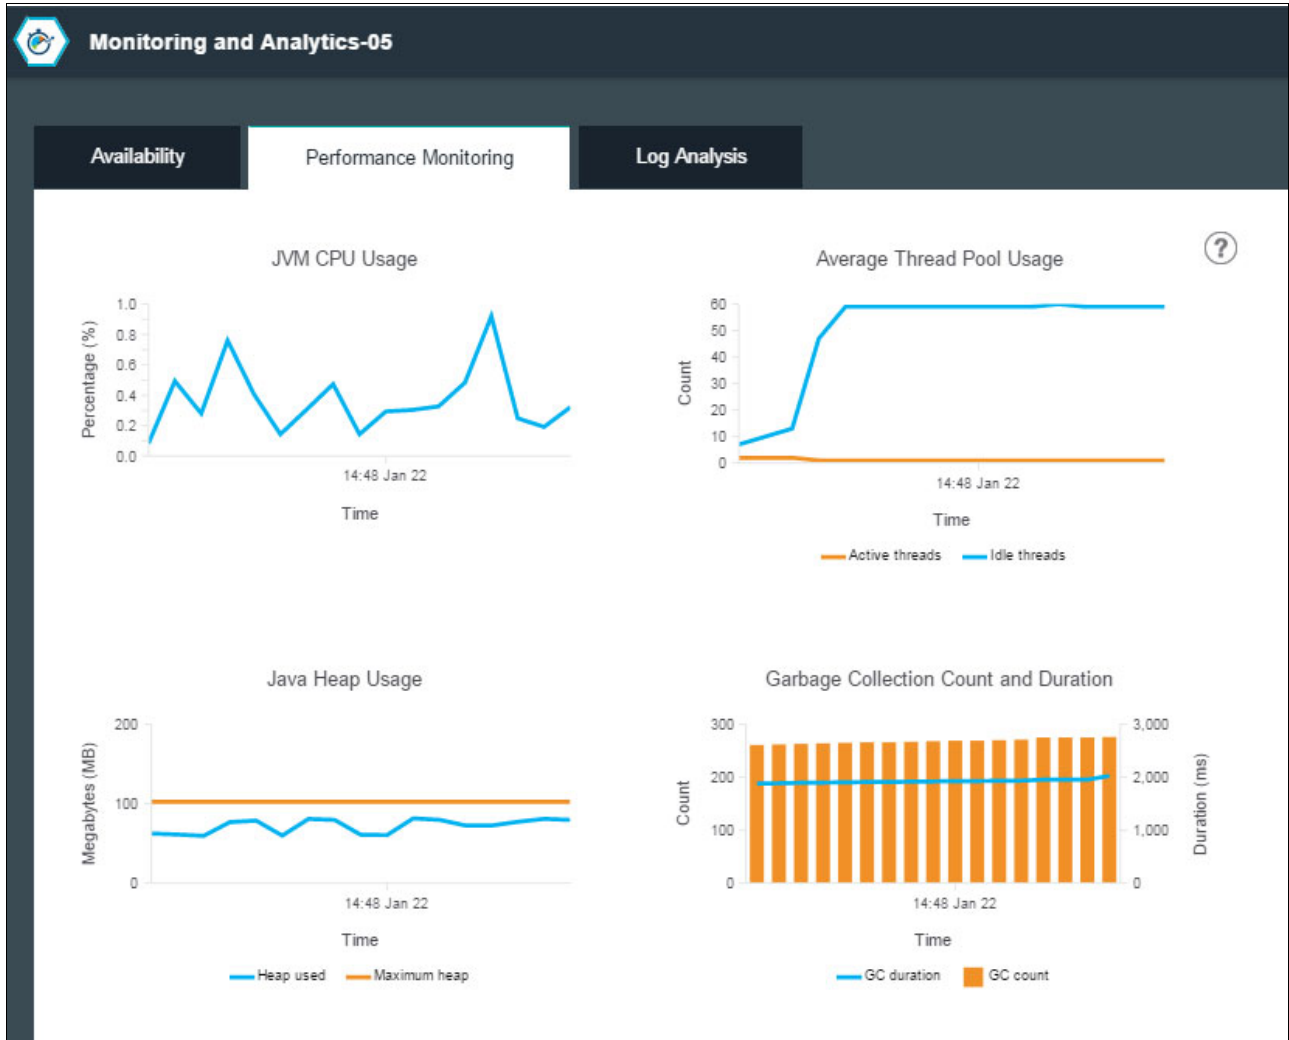 Monitoring and Analytics-05
Availability
Performance Monitoring
Log Analysis
?
JVM CPU Usage
Percentage (%)
1.0
0.8
0.6
0.4
0.2
0.0
14:48 Jan 22
Time
Average Thread Pool Usage
Count
60
50
40
30
20
10
0
14:48 Jan 22
Time
Active threads
Idle threads
Java Heap Usage
Megabytes (MB)
200
100
0
14:48 Jan 22
Time
Heap used
Maximum heap
Garbage Collection Count and Duration
Count
300
200
100
0
3,000
2,000
1,000
0
Duration (ms)
14:48 Jan 22
Time
GC duration
GC count